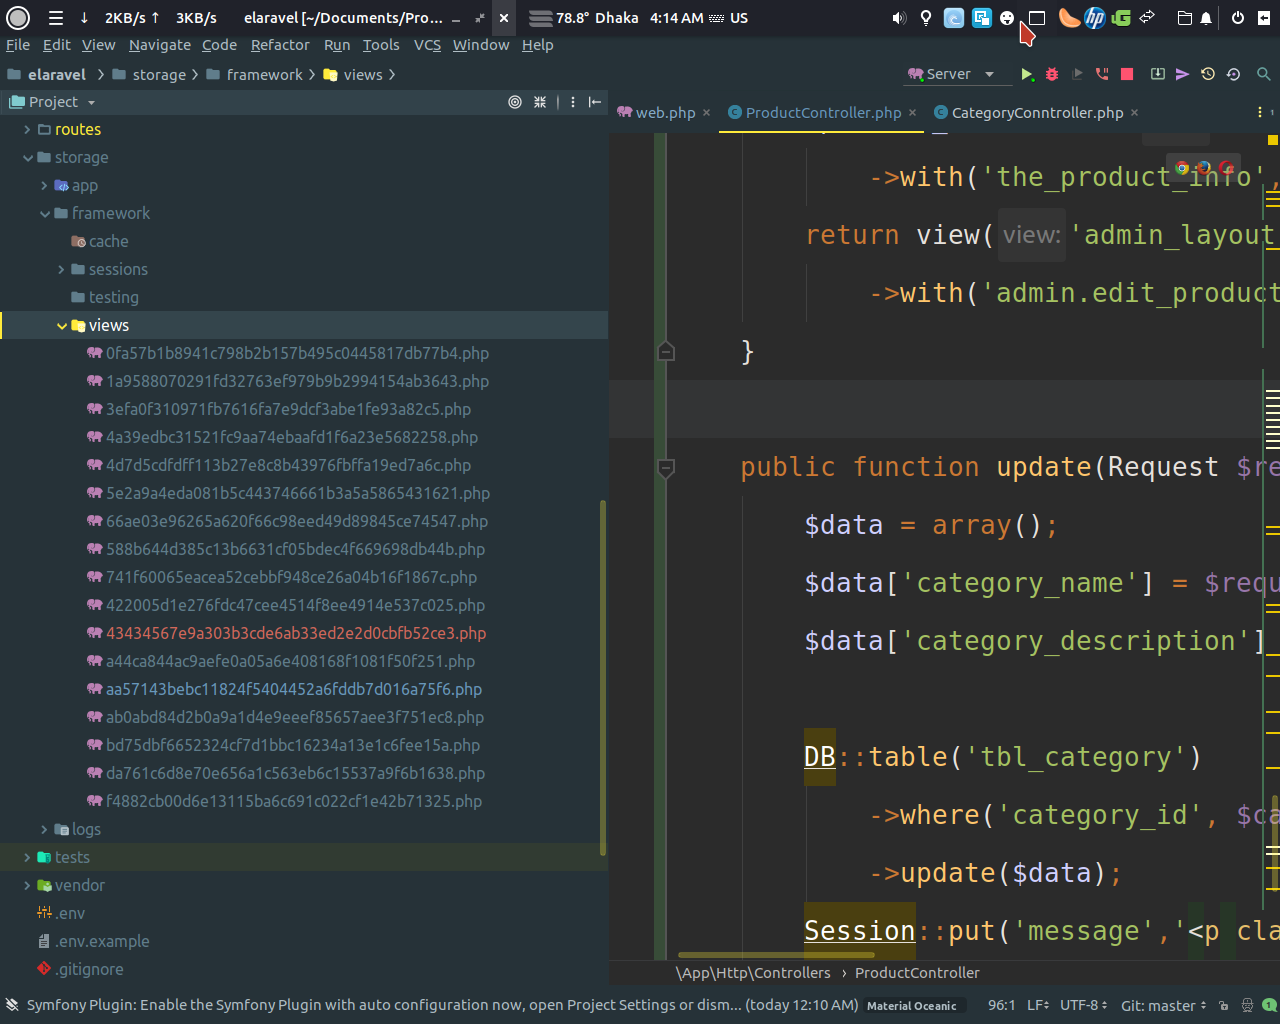 2KB/s↑ 3KB/s elaravel [~/Documents/Pro... 78.8° Dhaka 4:14 AM US
File Edit View Navigate Code Refactor Run Tools VCS Window Help
elaravel storage framework views Server
Project
web.php ProductController.php CategoryConntroller.php
routes
storage
app
framework
cache
sessions
testing
views
0fa57b1b8941c798b2b157b495c0445817db77b4.php
1a9588070291fd32763ef979b9b2994154ab3643.php
3efa0f310971fb7616fa7e9dcf3abe1fe93a82c5.php
4a39edbc31521fc9aa74ebaafd1f6a23e5682258.php
4d7d5cdfdff113b27e8c8b43976fbffa19ed7a6c.php
5e2a9a4eda081b5c443746661b3a5a5865431621.php
66ae03e96265a620f66c98eed49d89845ce74547.php
588b644d385c13b6631cf05bdec4f669698db44b.php
741f60065eacea52cebbf948ce26a04b16f1867c.php
422005d1e276fdc47cee4514f8ee4914e537c025.php
43434567e9a303b3cde6ab33ed2e2d0cbfb52ce3.php
a44ca844ac9aefe0a05a6e408168f1081f50f251.php
aa57143bebc11824f5404452a6fddb7d016a75f6.php
ab0abd84d2b0a9a1d4e9eeef85657aee3f751ec8.php
bd75dbf6652324cf7d1bbc16234a13e1c6fee15a.php
da761c6d8e70e656a1c563eb6c15537a9f6b1638.php
f4882cb00d6e13115ba6c691c022cf1e42b71325.php
logs
tests
vendor
.env
.env.example
.gitignore
->with('the_product_info',
return view( view: 'admin_layout
->with('admin.edit_product
}
public function update(Request $re
$data = array();
$data['category_name'] = $requ
$data['category_description']
DB::table('tbl_category')
->where('category_id', $ca
->update($data);
Session::put('message','<p cla
\App\Http\Controllers › ProductController
Symfony Plugin: Enable the Symfony Plugin with auto configuration now, open Project Settings or dism... (today 12:10 AM) Material Oceanic 96:1 LF UTF-8 Git: master 1